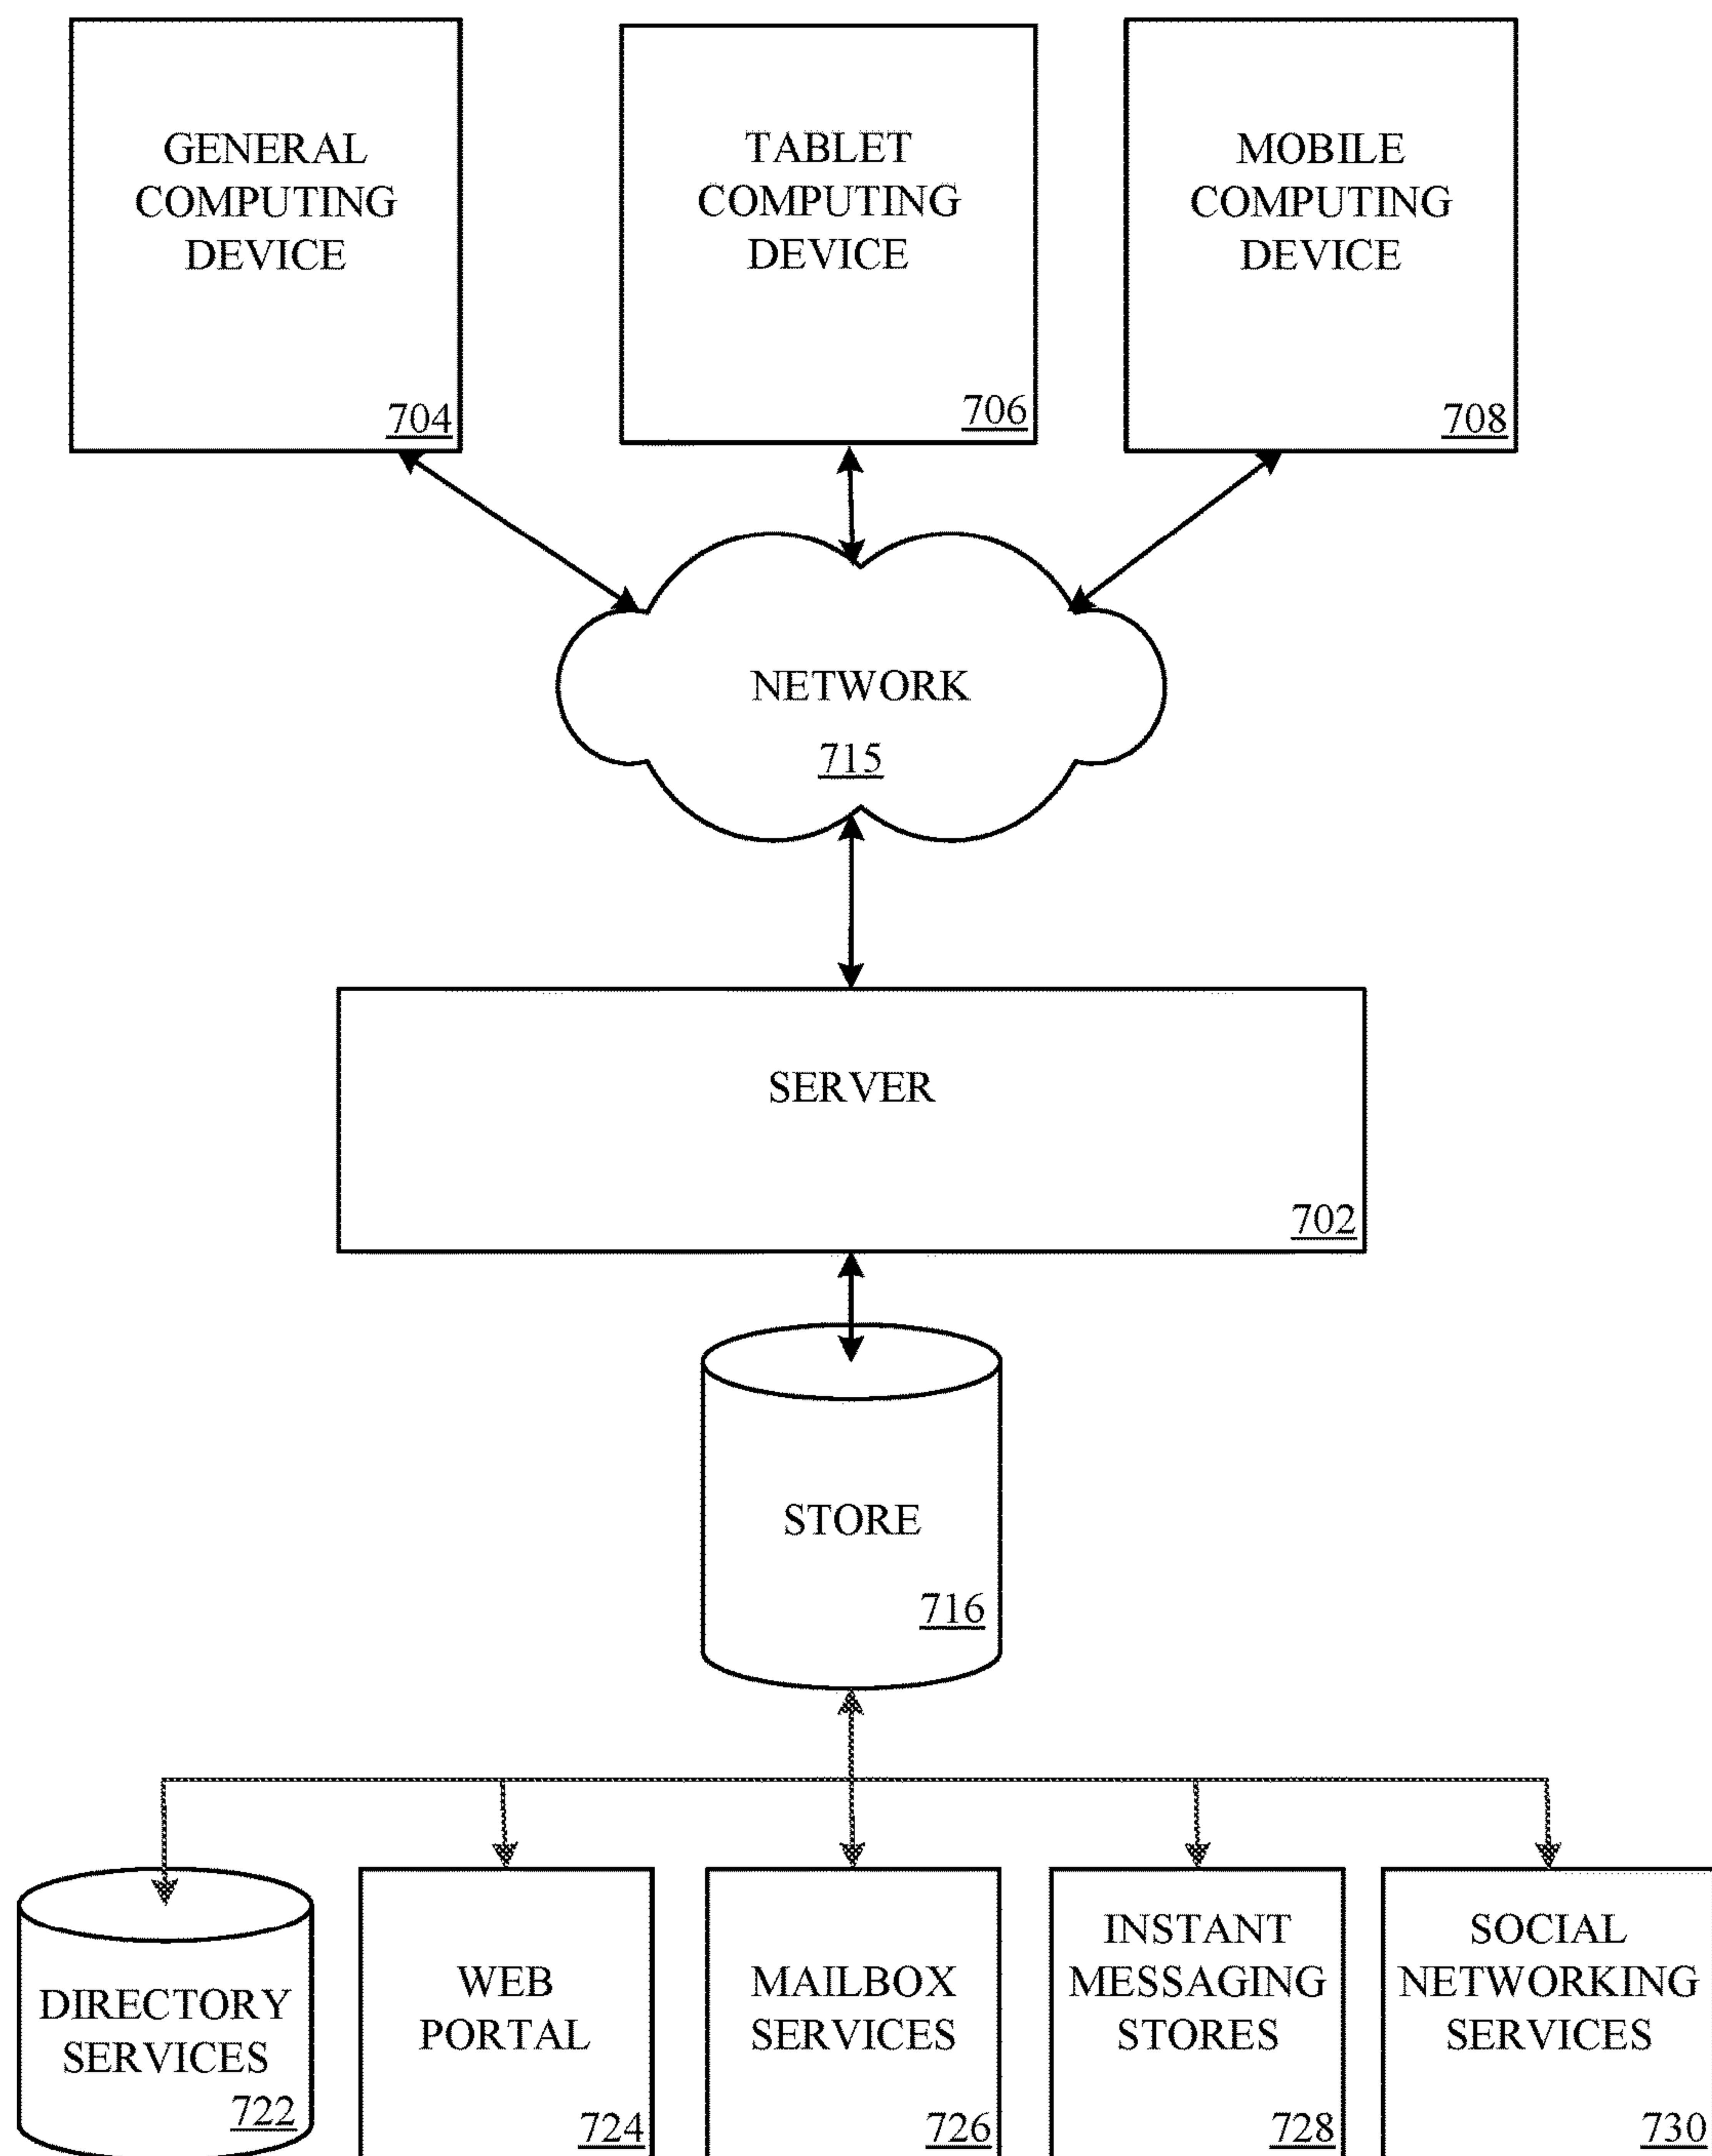 GENERAL
COMPUTING
DEVICE
704
TABLET
COMPUTING
DEVICE
706
MOBILE
COMPUTING
DEVICE
708
NETWORK
715
SERVER
702
STORE
716
DIRECTORY
SERVICES
722
WEB
PORTAL
724
MAILBOX
SERVICES
726
INSTANT
MESSAGING
STORES
728
SOCIAL
NETWORKING
SERVICES
730